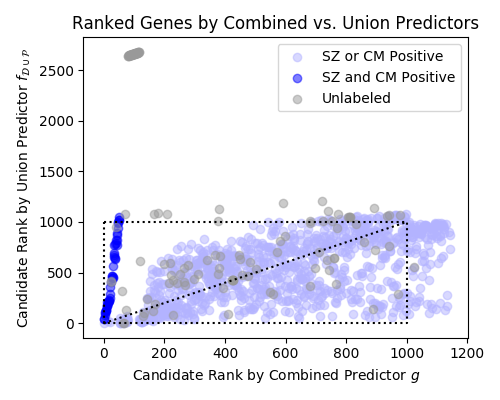 Ranked Genes by Combined vs. Union Predictors
Candidate Rank by Union Predictor f_{D∪P}
2500
2000
1500
1000
500
0
SZ or CM Positive
SZ and CM Positive
Unlabeled
0 200 400 600 800 1000 1200
Candidate Rank by Combined Predictor g